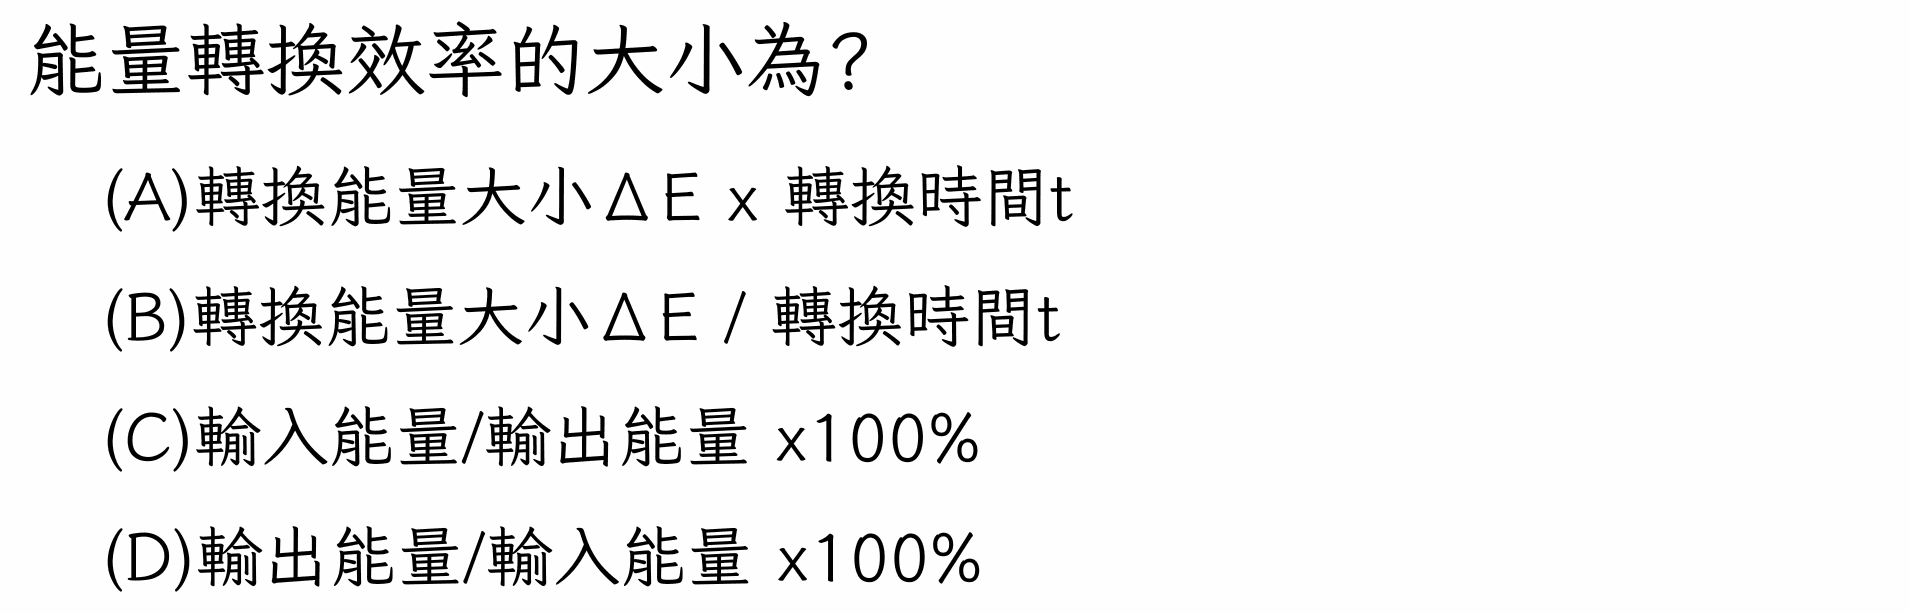 能量轉換效率的大小為?
(A)轉換能量大小ΔE x 轉換時間t
(B)轉換能量大小ΔE / 轉換時間t
(C)輸入能量/輸出能量 x100%
(D)輸出能量/輸入能量 x100%